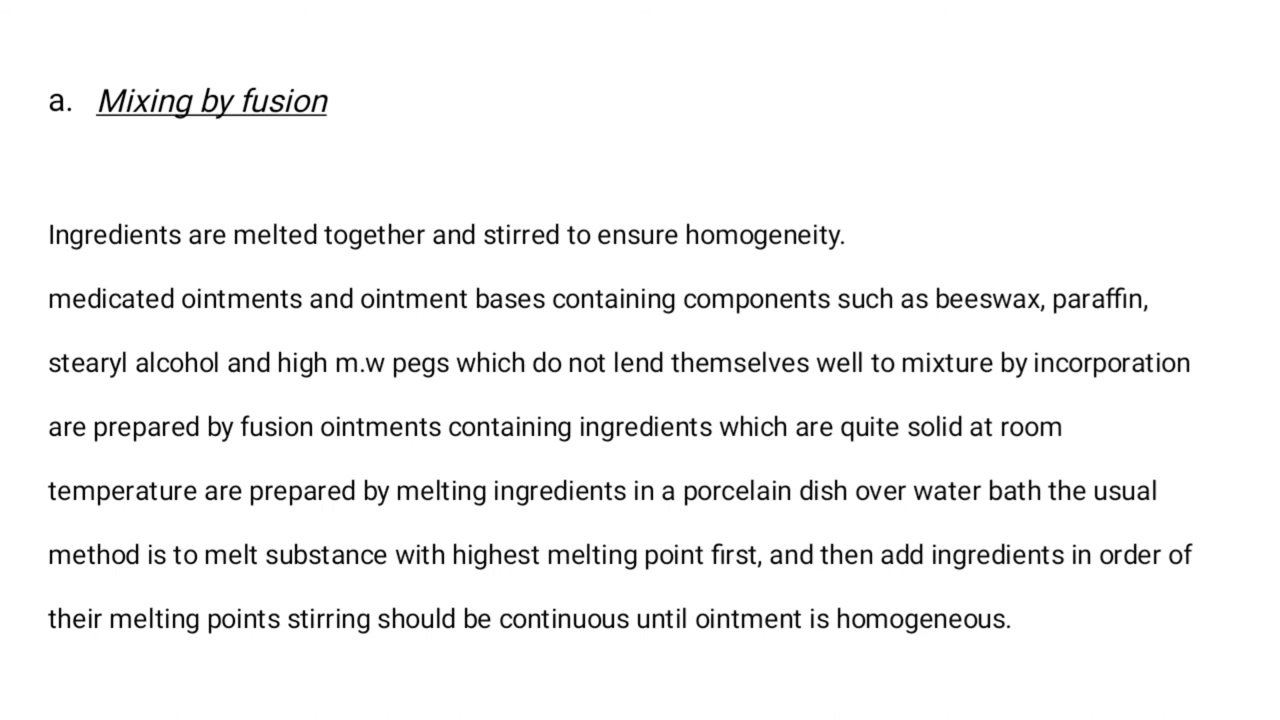 a. Mixing by fusion
Ingredients are melted together and stirred to ensure homogeneity.
medicated ointments and ointment bases containing components such as beeswax, paraffin,
stearyl alcohol and high m.w pegs which do not lend themselves well to mixture by incorporation
are prepared by fusion ointments containing ingredients which are quite solid at room
temperature are prepared by melting ingredients in a porcelain dish over water bath the usual
method is to melt substance with highest melting point first, and then add ingredients in order of
their melting points stirring should be continuous until ointment is homogeneous.